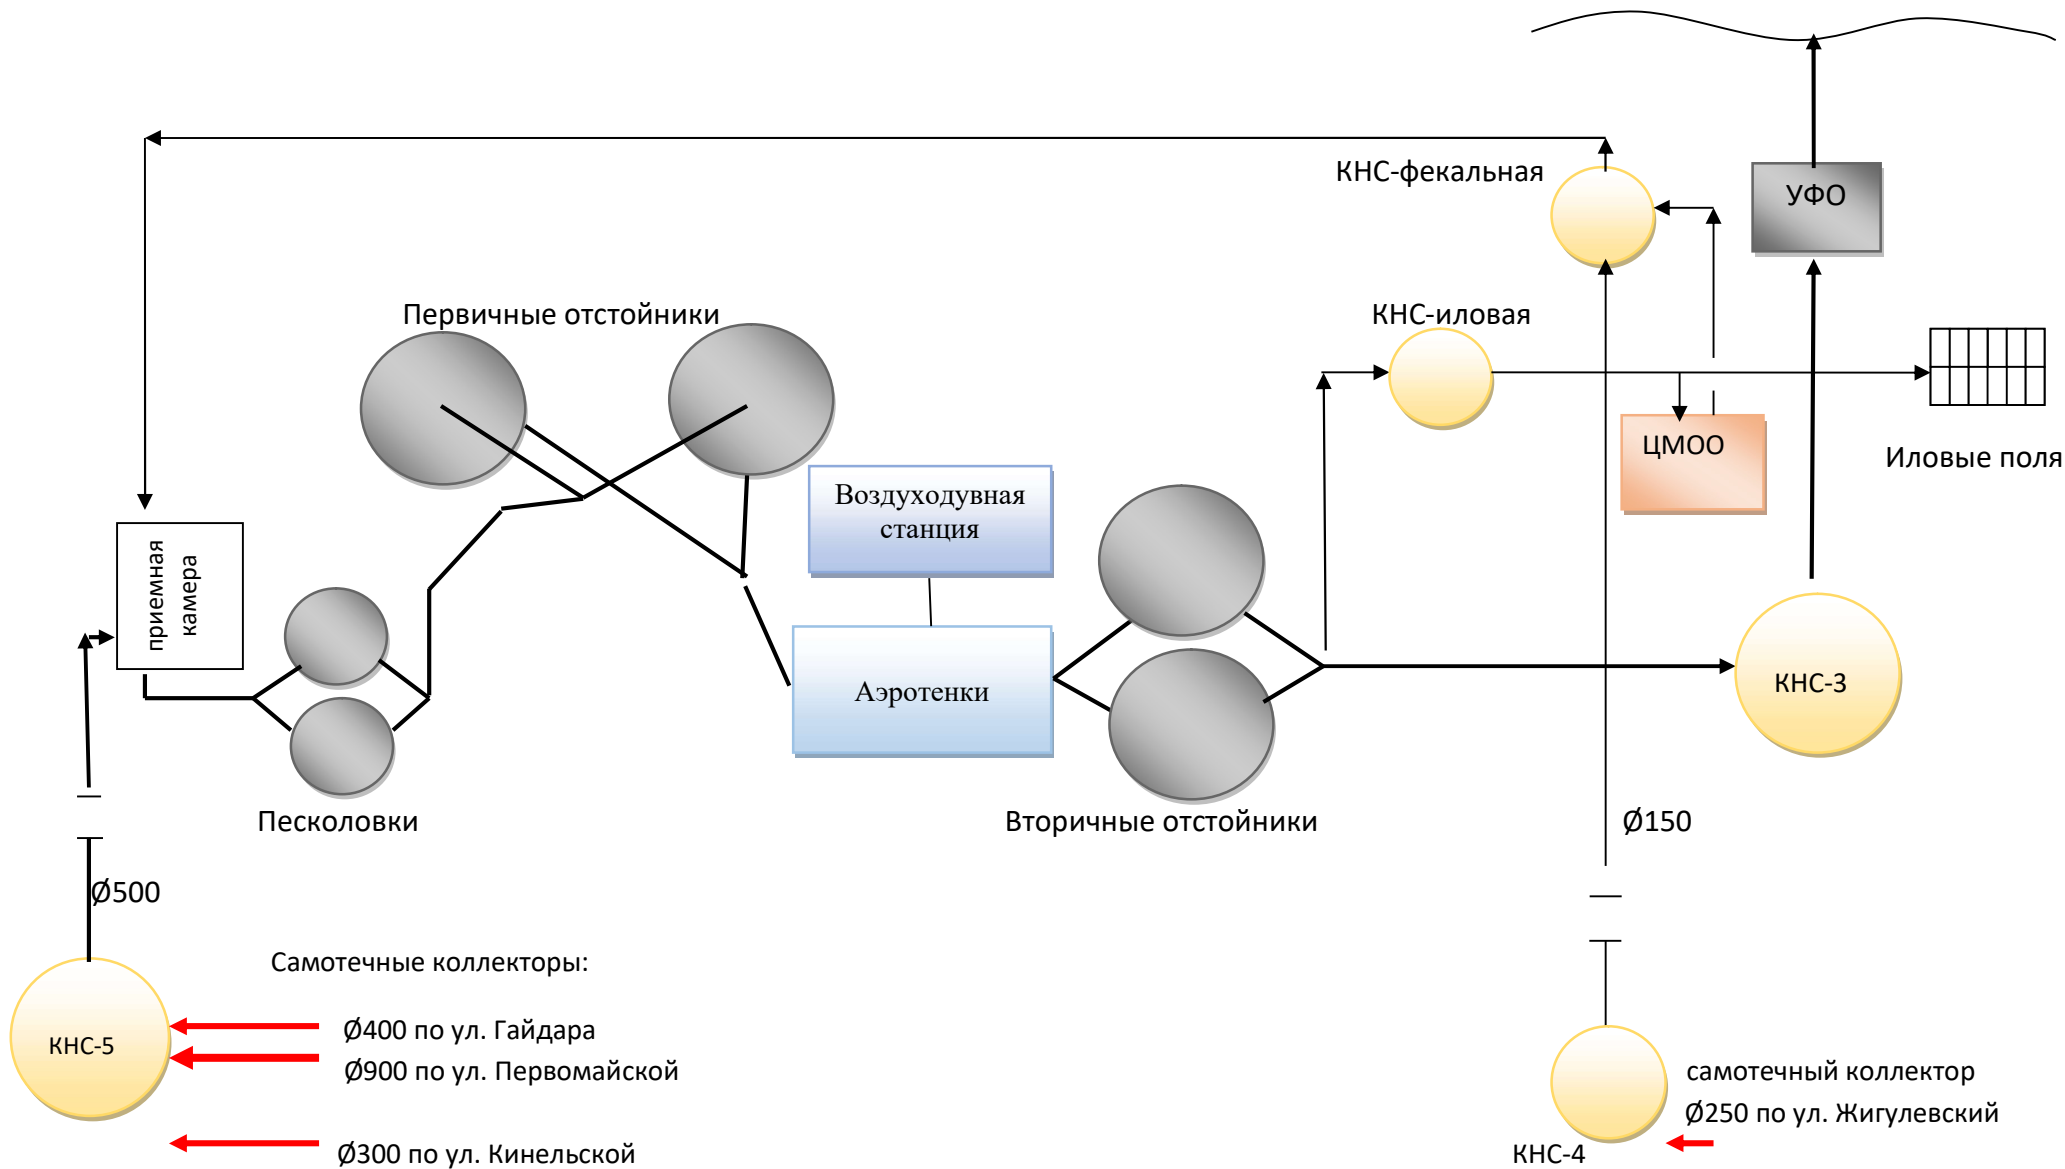 КНС-фекальная
УФО
Первичные отстойники
КНС-иловая
ЦМОО
Иловые поля
Воздуходувная
станция
приемная
камера
Аэротенки
КНС-3
Песколовки
Вторичные отстойники
Ø150
Ø500
Самотечные коллекторы:
КНС-5
Ø400 по ул. Гайдара
Ø900 по ул. Первомайской
Ø300 по ул. Кинельской
самотечный коллектор
Ø250 по ул. Жигулевский
КНС-4